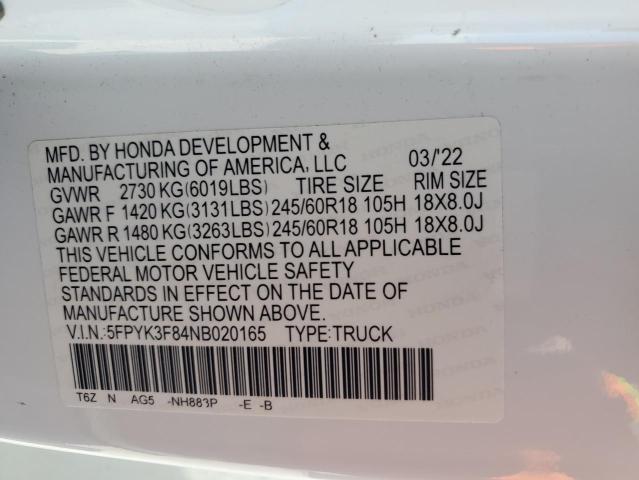 MFD. BY HONDA DEVELOPMENT &
MANUFACTURING OF AMERICA, LLC 03/'22
GVWR 2730 KG(6019LBS) TIRE SIZE RIM SIZE
GAWR F 1420 KG(3131LBS) 245/60R18 105H 18X8.0J
GAWR R 1480 KG(3263LBS) 245/60R18 105H 18X8.0J
THIS VEHICLE CONFORMS TO ALL APPLICABLE
FEDERAL MOTOR VEHICLE SAFETY
STANDARDS IN EFFECT ON THE DATE OF
MANUFACTURE SHOWN ABOVE.
V.I.N.:5FPYK3F84NB020165 TYPE:TRUCK
T6Z N AG5 -NH883P -E -B